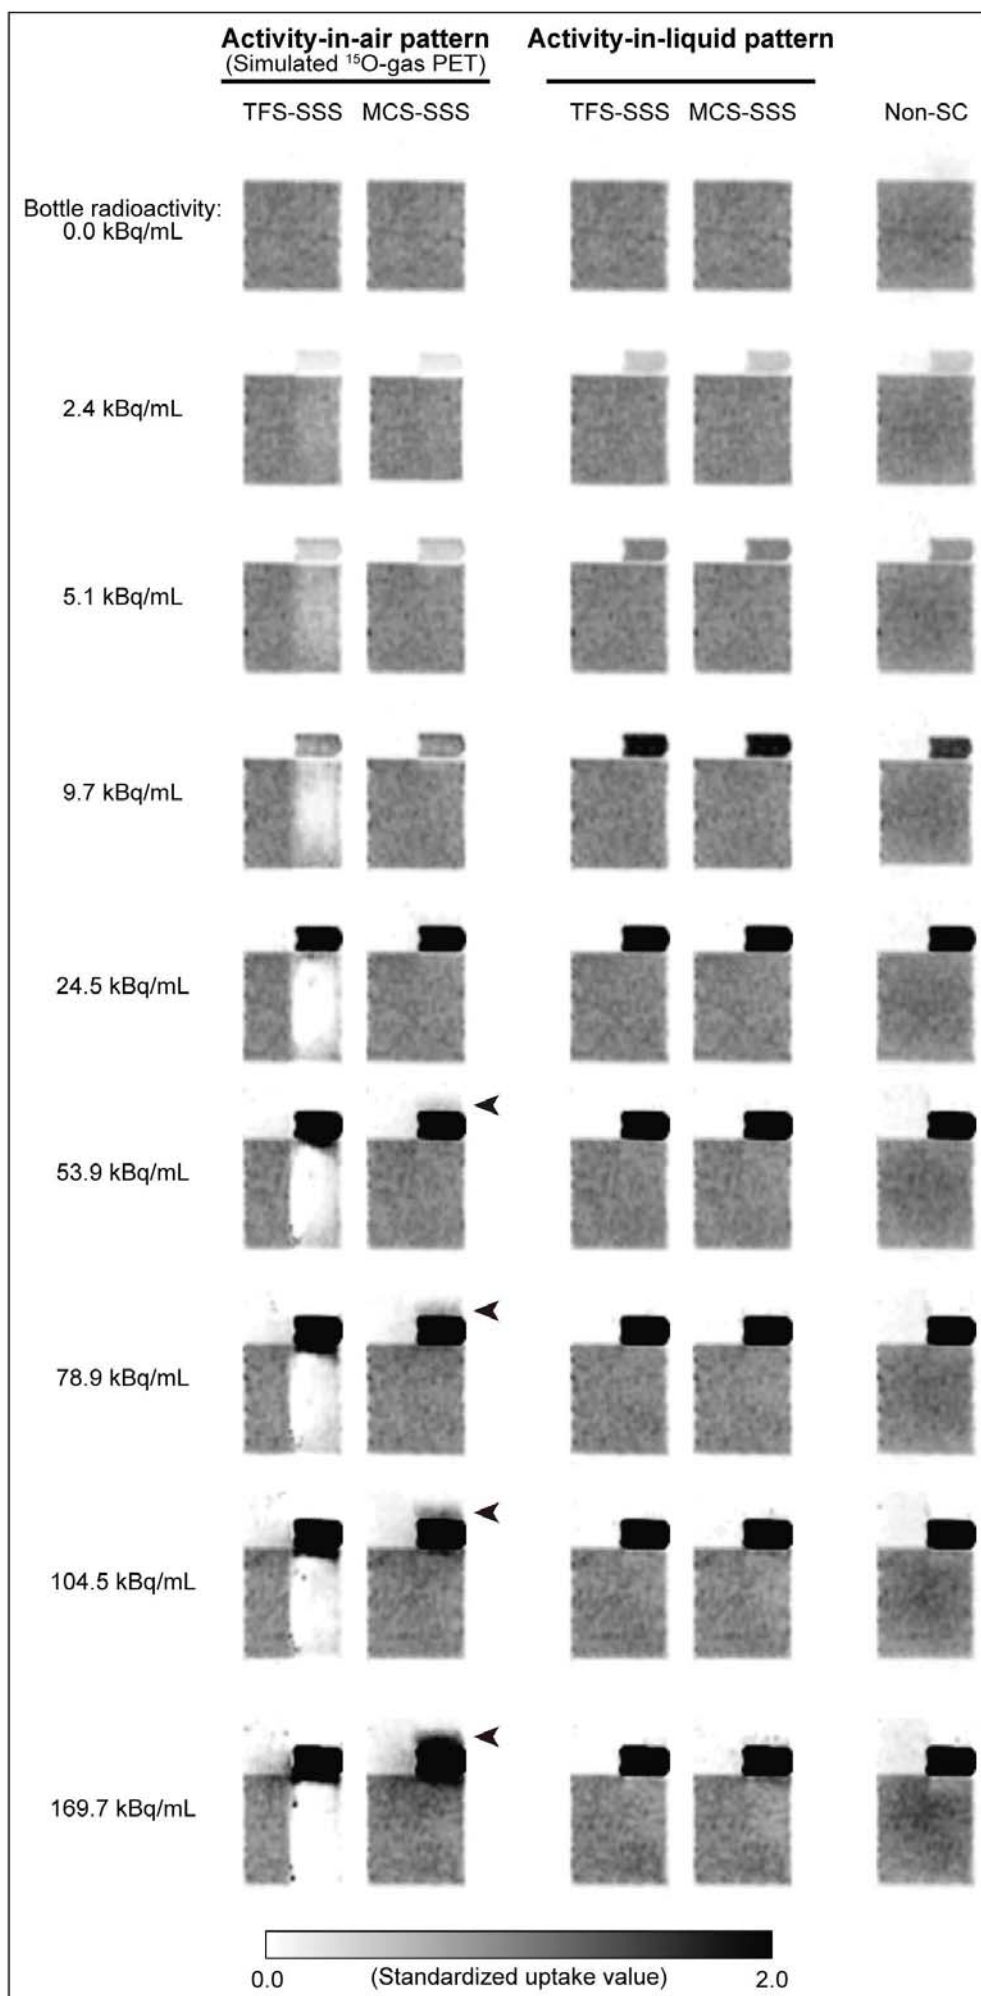 Activity-in-air pattern Activity-in-liquid pattern
(Simulated ¹⁵O-gas PET)
TFS-SSS MCS-SSS TFS-SSS MCS-SSS Non-SC
Bottle radioactivity:
0.0 kBq/mL
2.4 kBq/mL
5.1 kBq/mL
9.7 kBq/mL
24.5 kBq/mL
53.9 kBq/mL
78.9 kBq/mL
104.5 kBq/mL
169.7 kBq/mL
0.0 (Standardized uptake value) 2.0